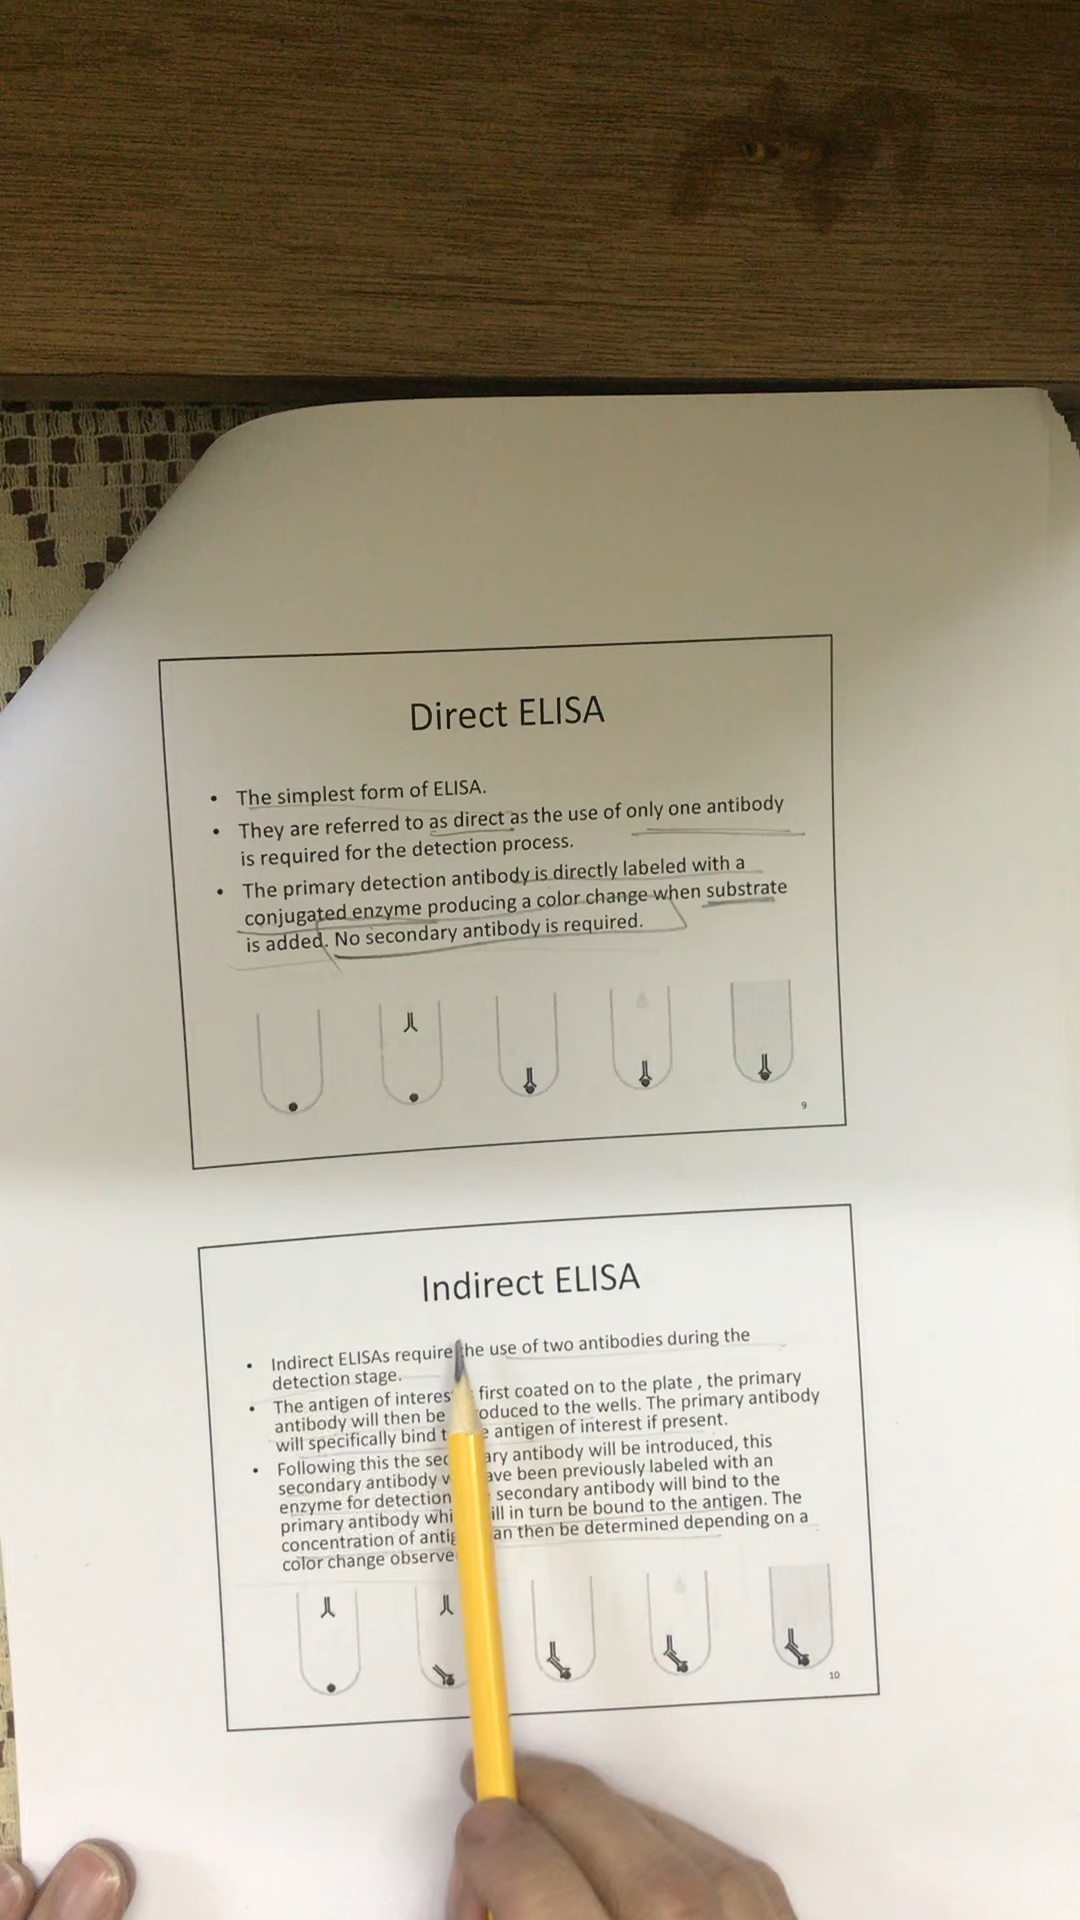 Direct ELISA
• The simplest form of ELISA.
• They are referred to as direct as the use of only one antibody
is required for the detection process.
• The primary detection antibody is directly labeled with a
conjugated enzyme producing a color change when substrate
is added. No secondary antibody is required.
9
Indirect ELISA
• Indirect ELISAs require the use of two antibodies during the
detection stage.
• The antigen of interes first coated on to the plate , the primary
antibody will then be oduced to the wells. The primary antibody
will specifically bind t e antigen of interest if present.
• Following this the sec ary antibody will be introduced, this
secondary antibody ave been previously labeled with an
enzyme for detection secondary antibody will bind to the
primary antibody whi ill in turn be bound to the antigen. The
concentration of antig an then be determined depending on a
color change observe
10